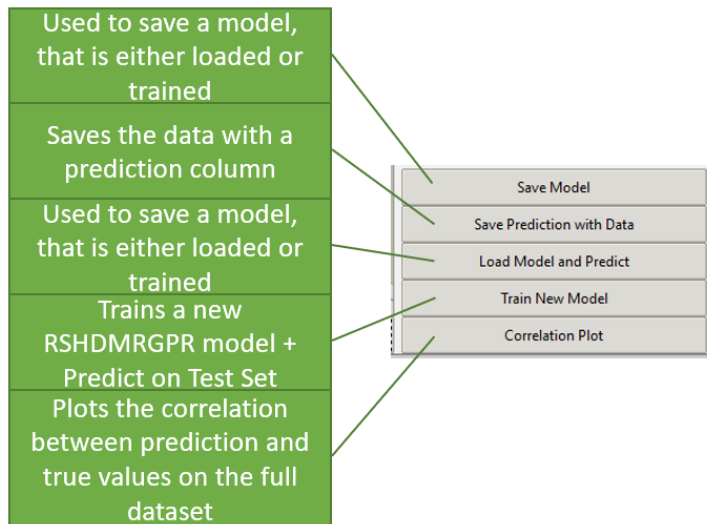 Used to save a model,
that is either loaded or
trained
Saves the data with a
prediction column
Used to save a model,
that is either loaded or
trained
Trains a new
RSHDMRGPR model +
Predict on Test Set
Plots the correlation
between prediction and
true values on the full
dataset
Save Model
Save Prediction with Data
Load Model and Predict
Train New Model
Correlation Plot